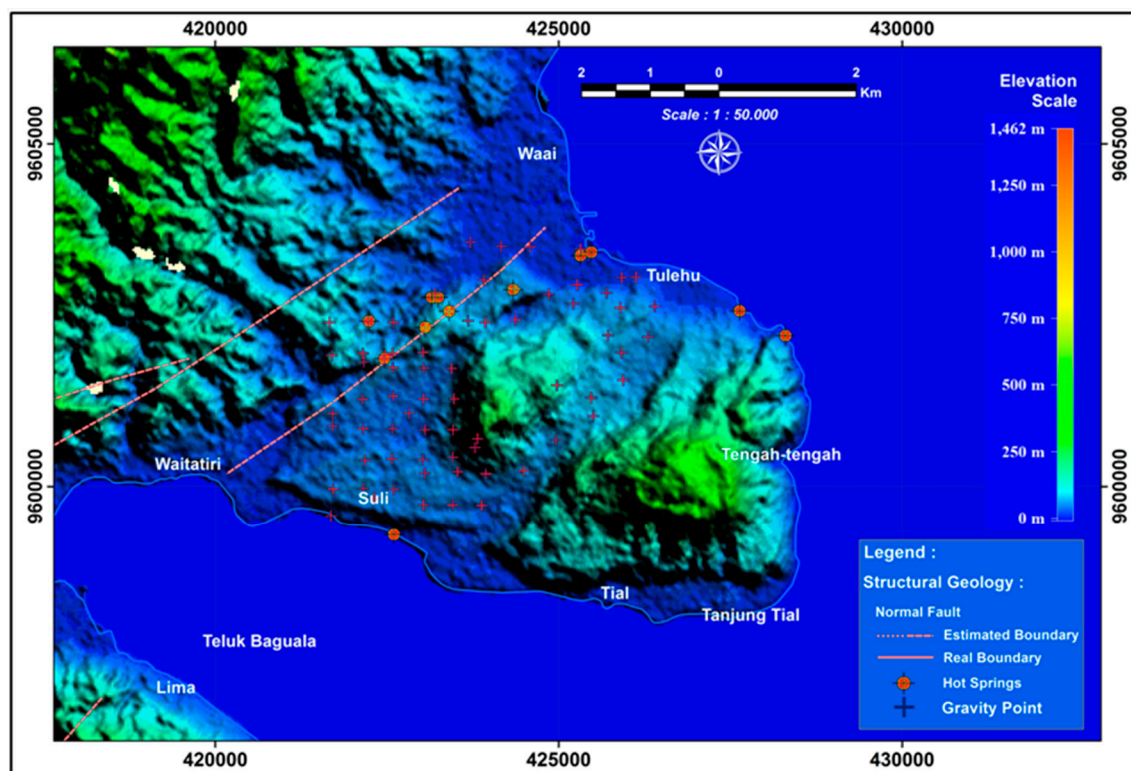 420000
425000
430000
2
1
0
2
Km
Scale : 1 : 50.000
Elevation
Scale
1,462 m
1,250 m
1,000 m
750 m
500 m
250 m
0 m
9605000
9605000
Waai
Tulehu
Tengah-tengah
Waitatiri
Suli
9600000
9600000
Tial
Tanjung Tial
Teluk Baguala
Lima
Legend :
Structural Geology :
Normal Fault
Estimated Boundary
Real Boundary
Hot Springs
Gravity Point
420000
425000
430000